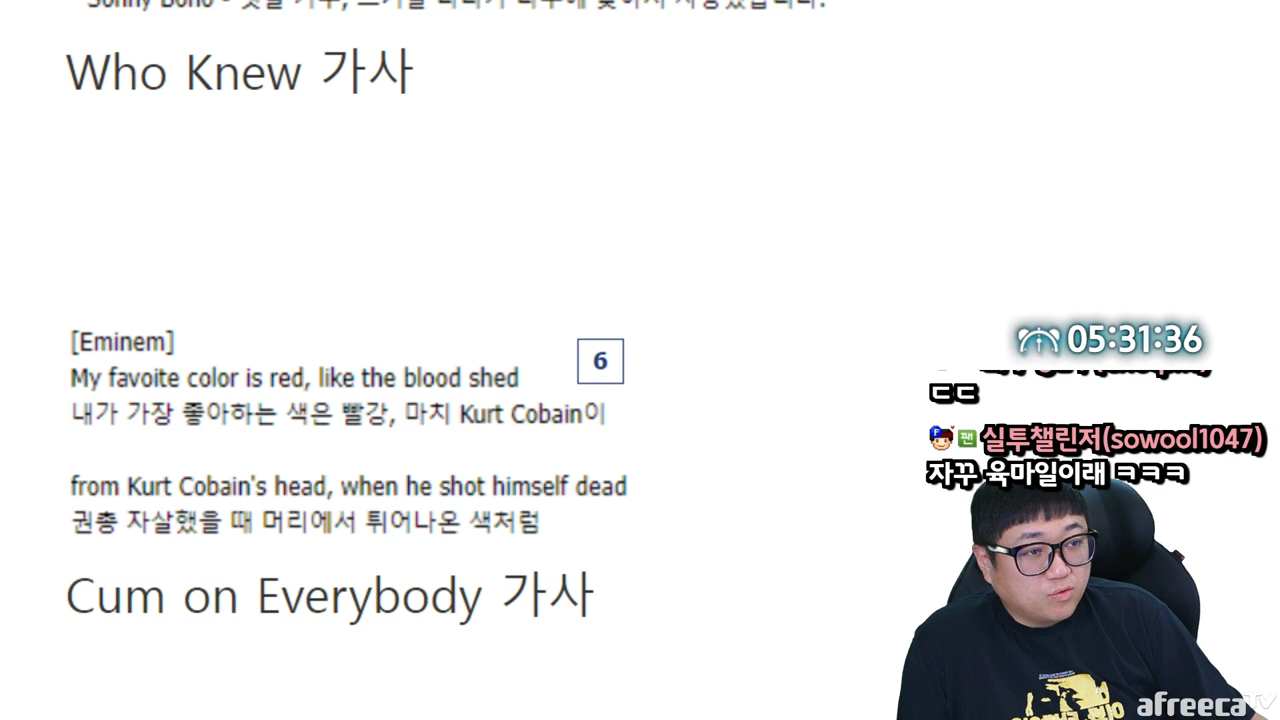 Who Knew 가사
[Eminem]
My favoite color is red, like the blood shed
6
내가 가장 좋아하는 색은 빨강, 마치 Kurt Cobain이
from Kurt Cobain's head, when he shot himself dead
권총 자살했을 때 머리에서 튀어나온 색처럼
Cum on Everybody 가사
05:31:36
ㄷㄷ
팬 실투챌린저(sowool1047)
자꾸 육마일이래 ㅋㅋㅋ
afreecaTV